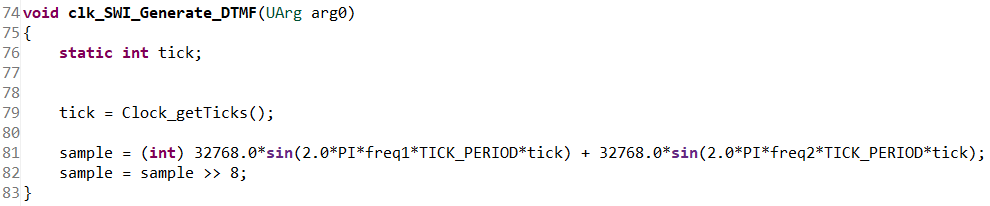 74 void clk_SWI_Generate_DTMF(UArg arg0)
75 {
76     static int tick;
77
78
79     tick = Clock_getTicks();
80
81     sample = (int) 32768.0*sin(2.0*PI*freq1*TICK_PERIOD*tick) + 32768.0*sin(2.0*PI*freq2*TICK_PERIOD*tick);
82     sample = sample >> 8;
83 }